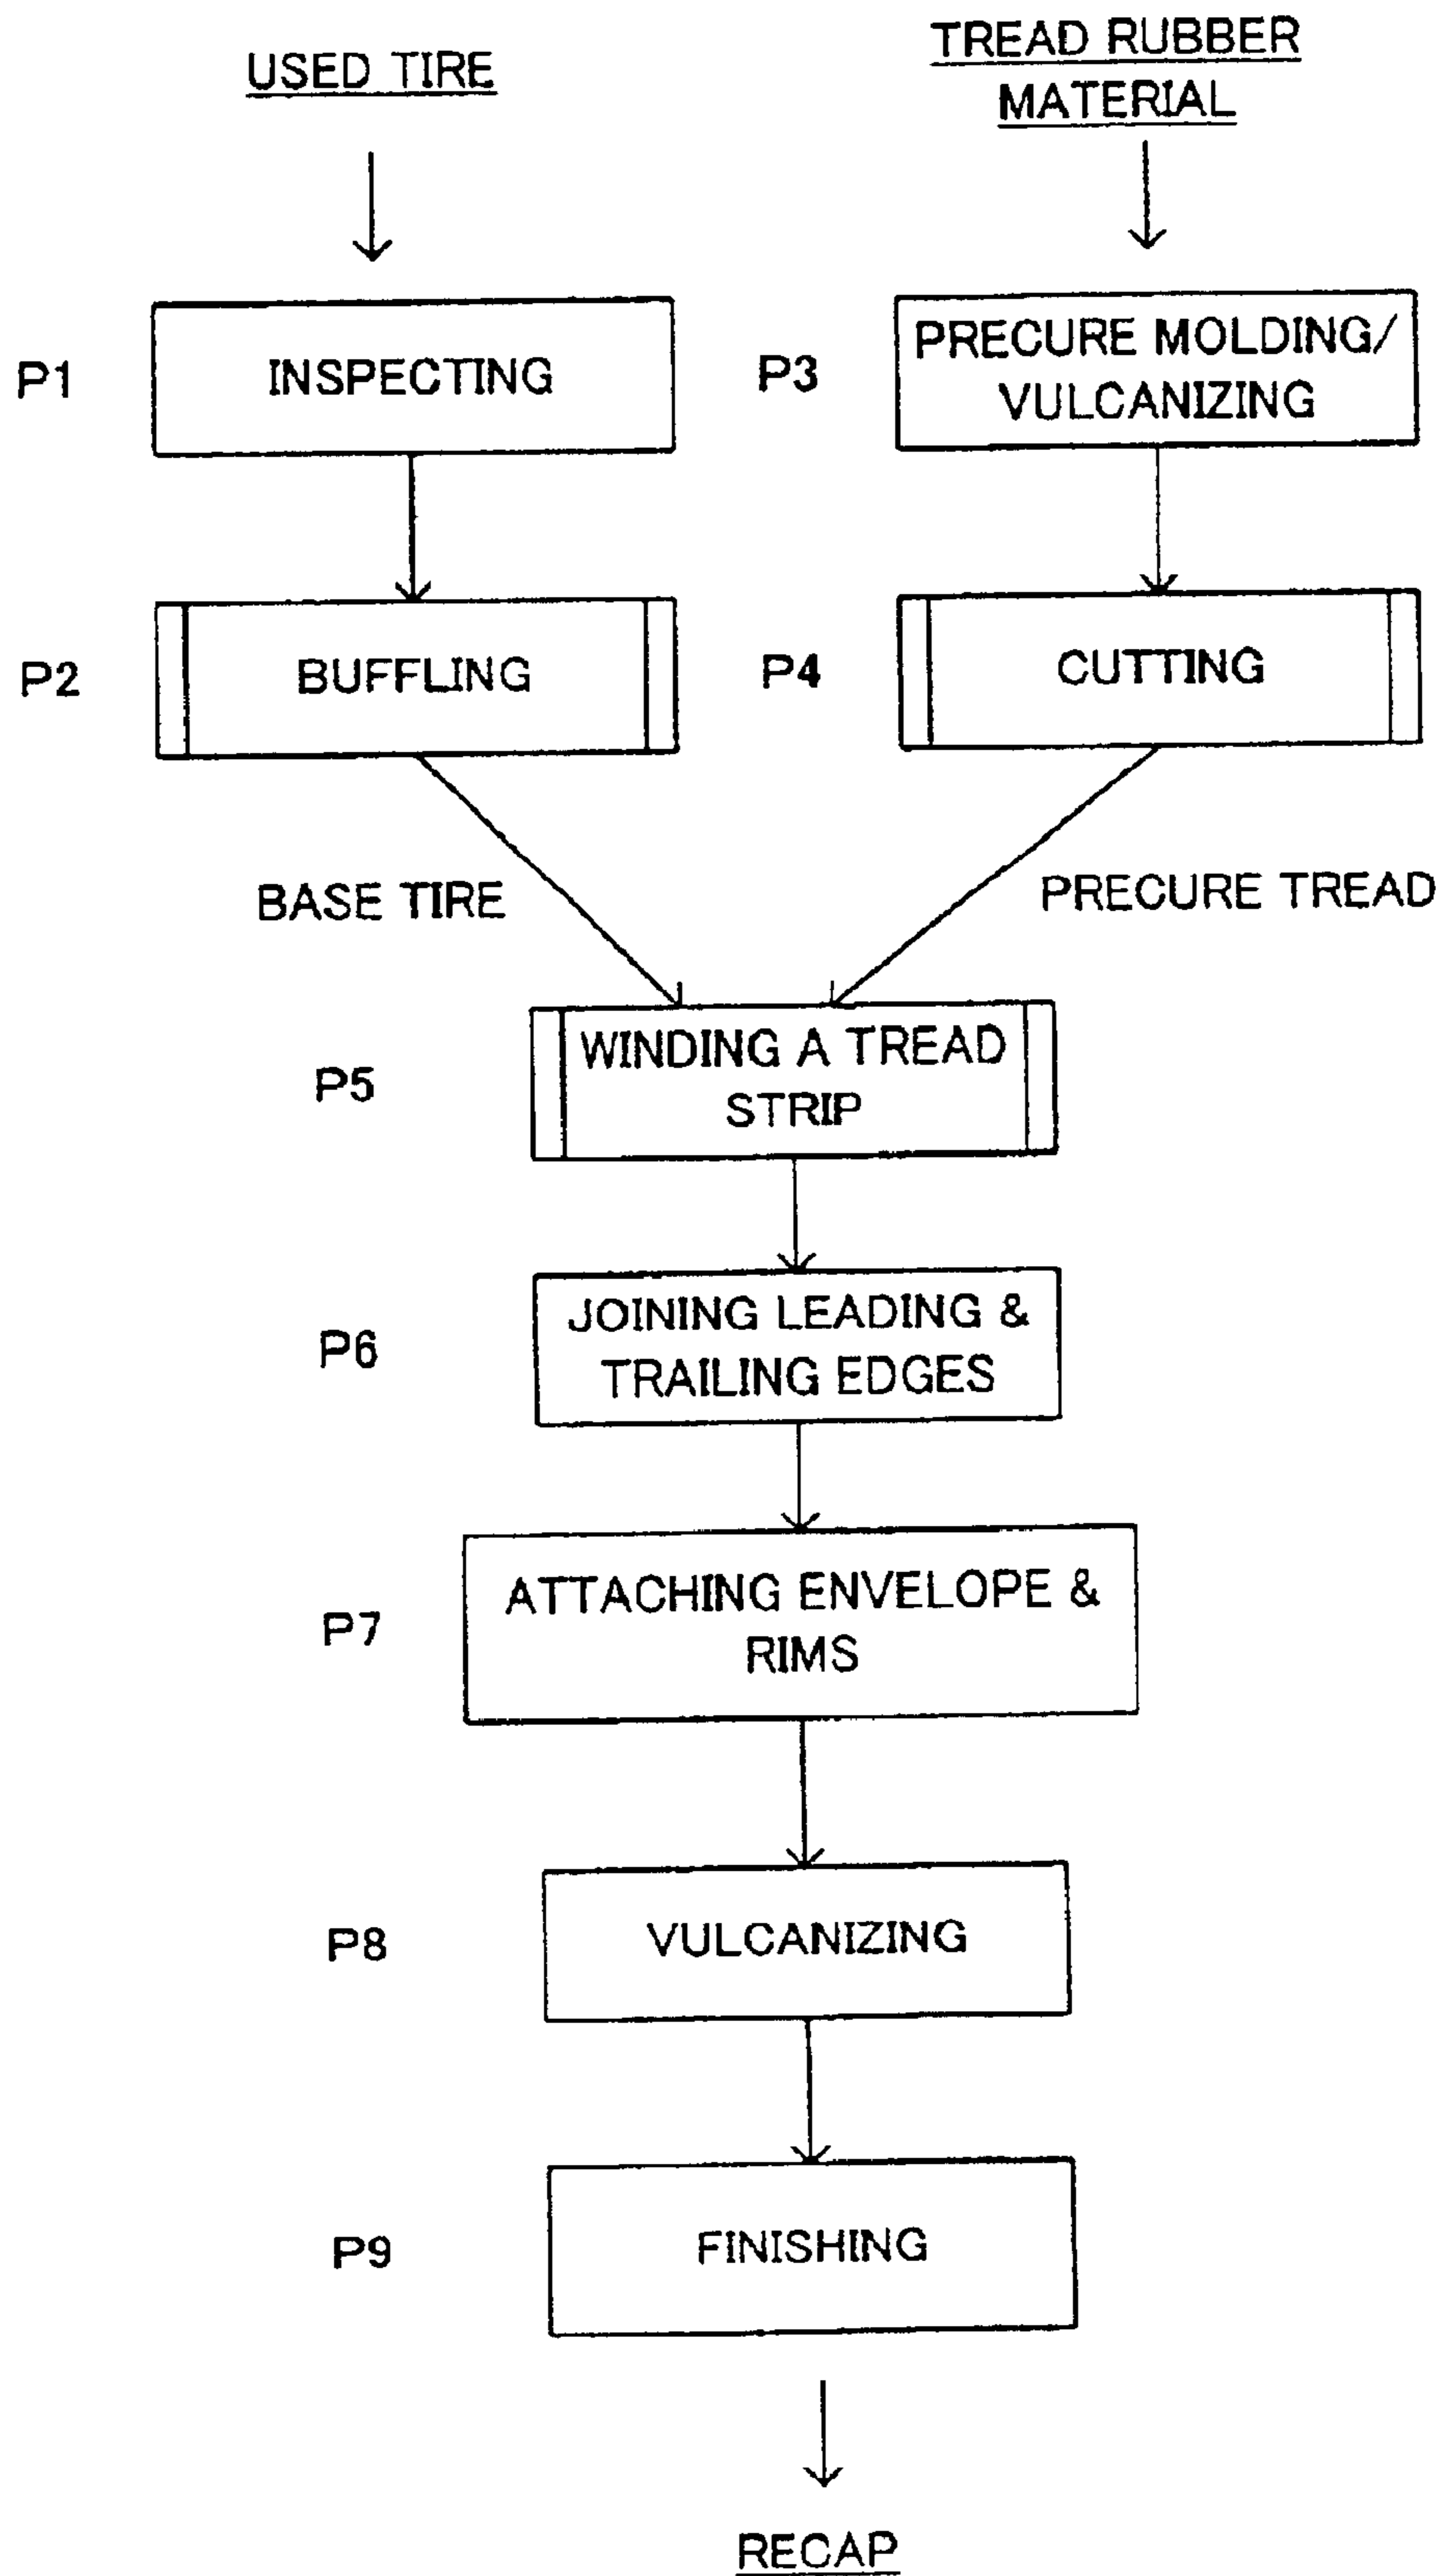 USED TIRE
TREAD RUBBER
MATERIAL
P1
INSPECTING
P3
PRECURE MOLDING/
VULCANIZING
P2
BUFFLING
P4
CUTTING
BASE TIRE
PRECURE TREAD
P5
WINDING A TREAD
STRIP
P6
JOINING LEADING &
TRAILING EDGES
P7
ATTACHING ENVELOPE &
RIMS
P8
VULCANIZING
P9
FINISHING
RECAP